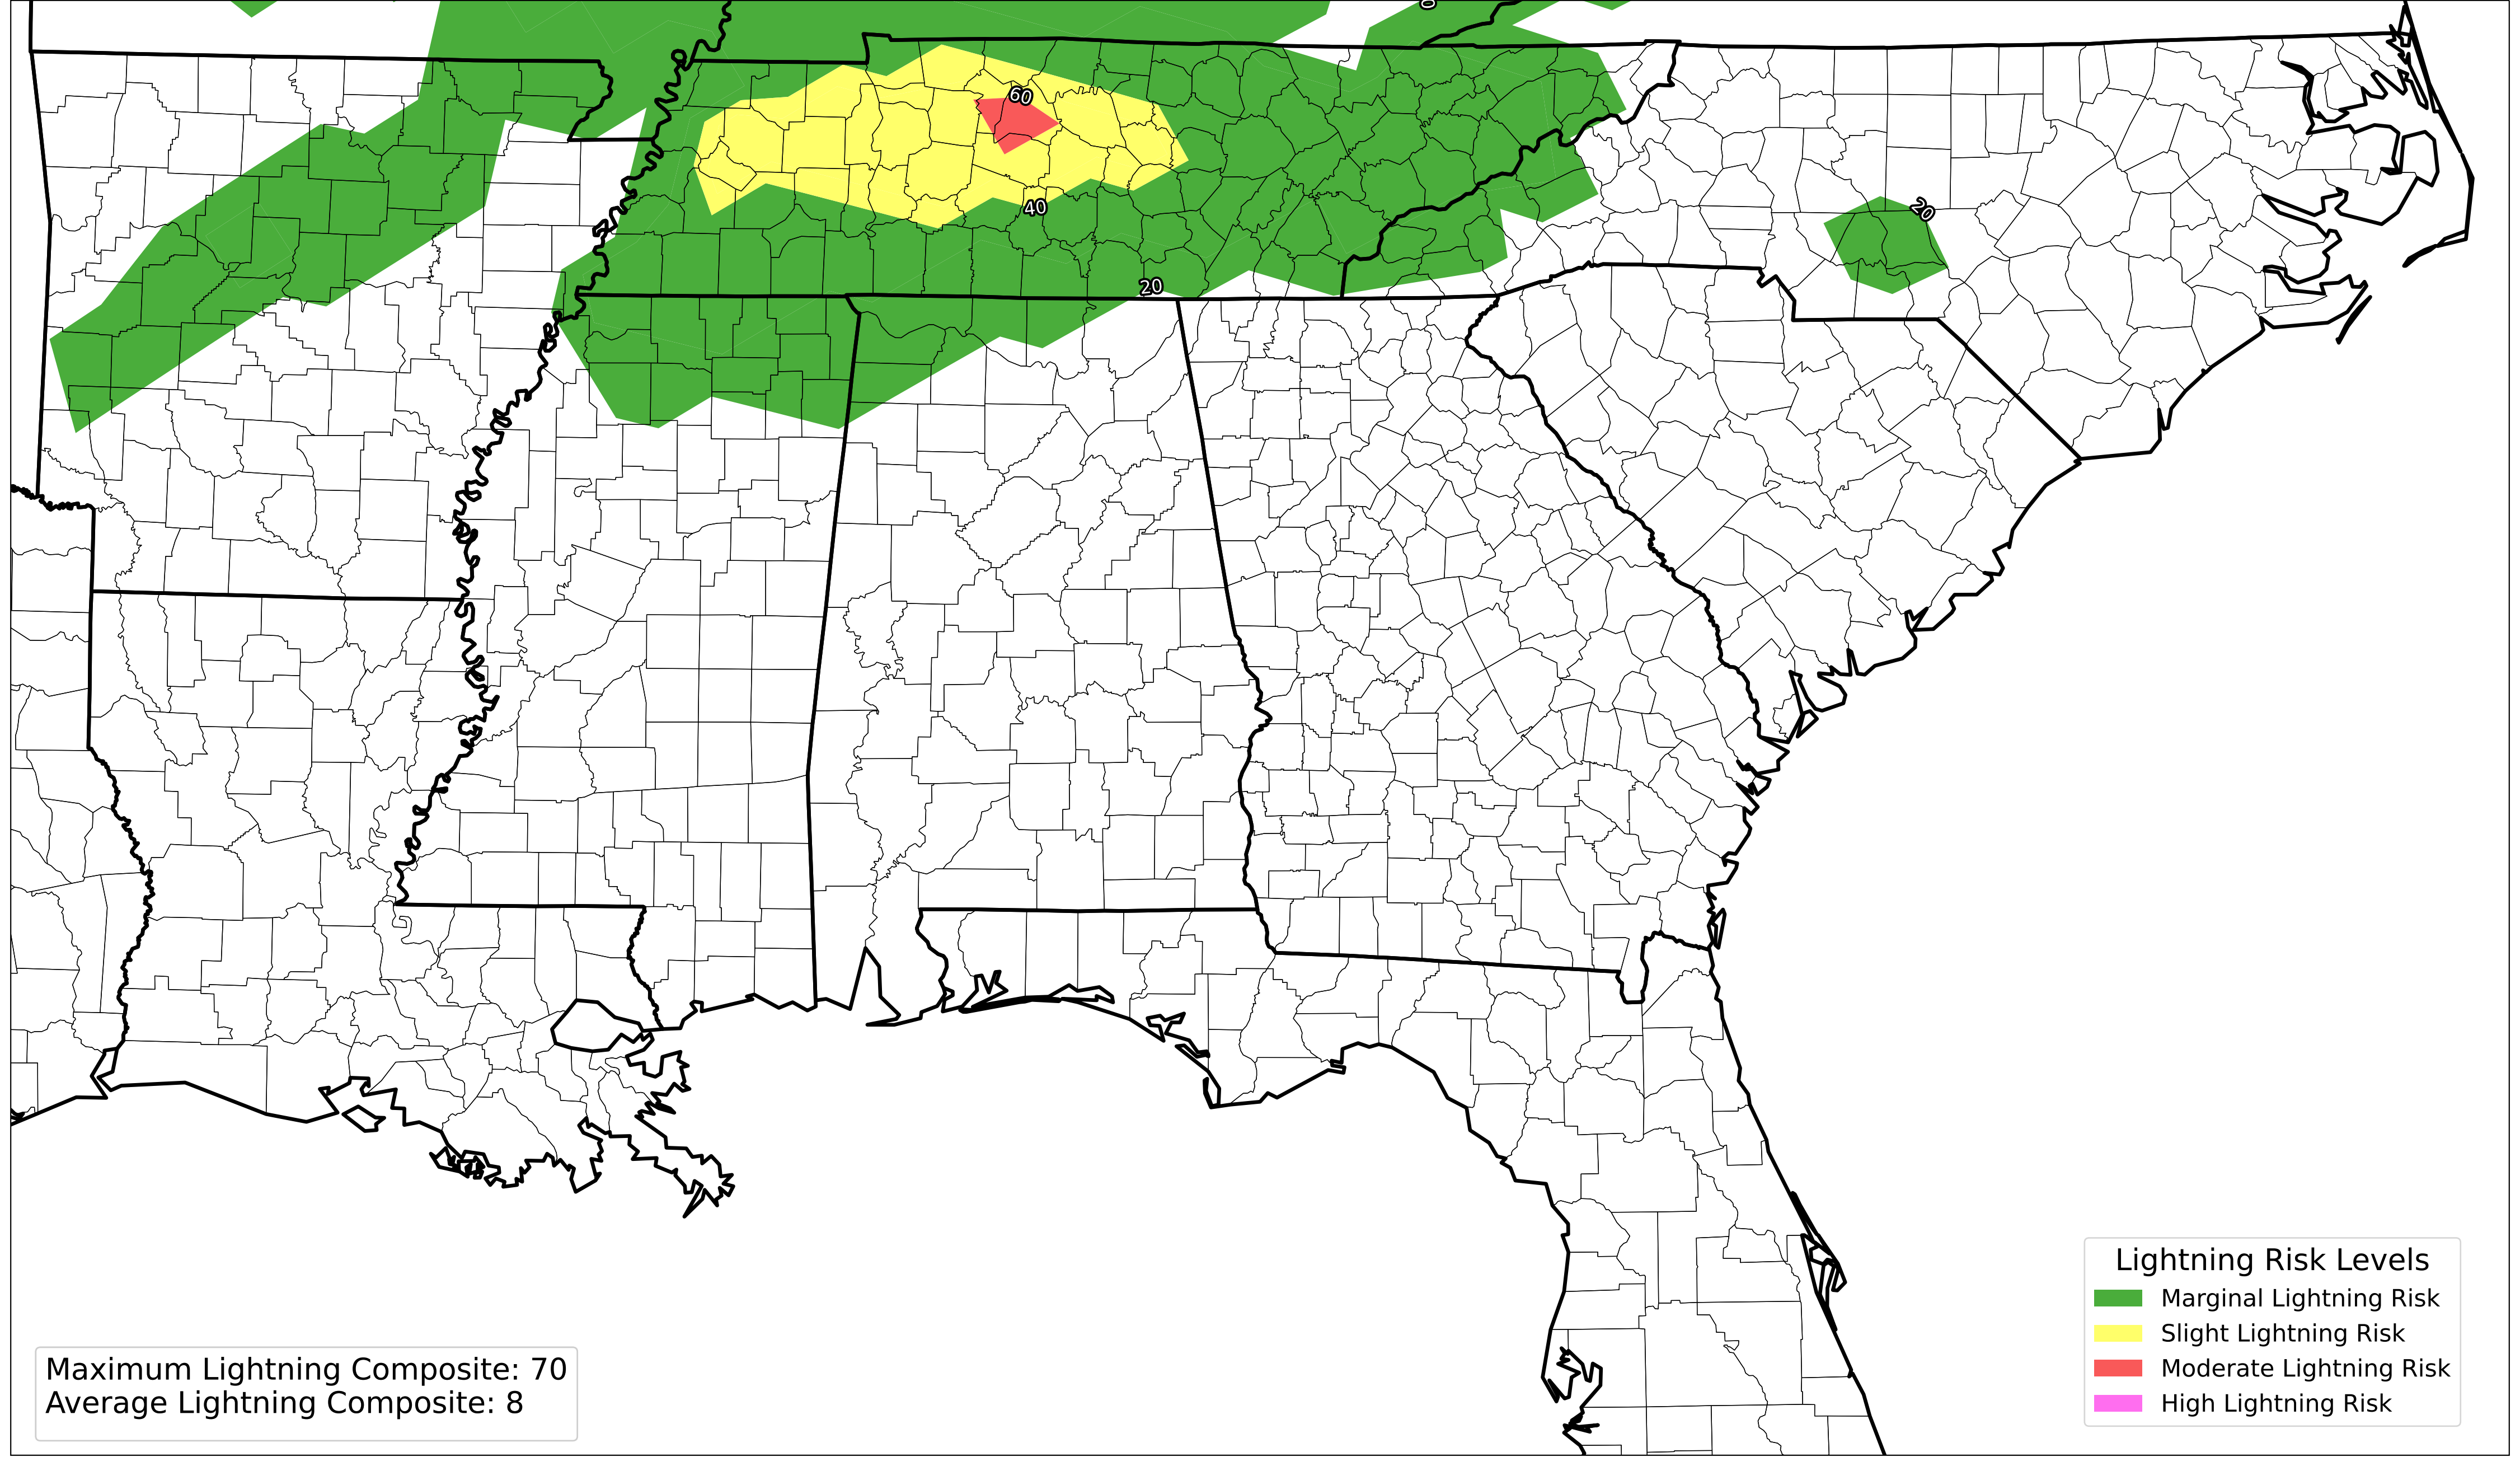 60
20
40
20
Maximum Lightning Composite: 70
Average Lightning Composite: 8
Lightning Risk Levels
Marginal Lightning Risk
Slight Lightning Risk
Moderate Lightning Risk
High Lightning Risk